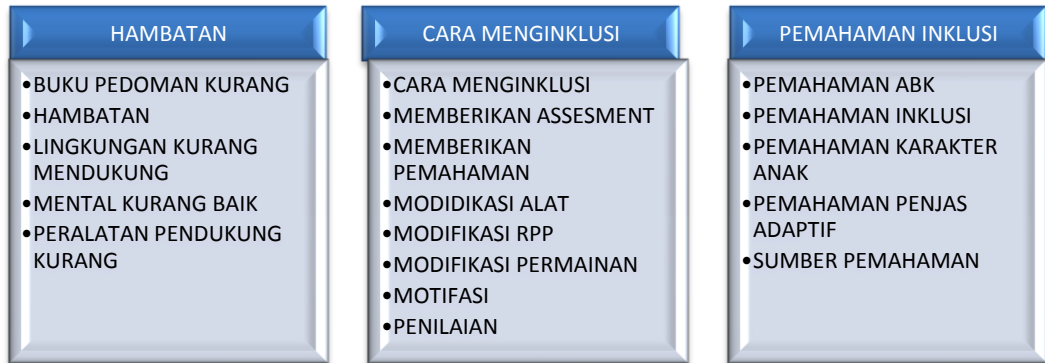 HAMBATAN
•BUKU PEDOMAN KURANG
•HAMBATAN
•LINGKUNGAN KURANG
MENDUKUNG
•MENTAL KURANG BAIK
•PERALATAN PENDUKUNG
KURANG
CARA MENGINKLUSI
•CARA MENGINKLUSI
•MEMBERIKAN ASSESMENT
•MEMBERIKAN
PEMAHAMAN
•MODIDIKASI ALAT
•MODIFIKASI RPP
•MODIFIKASI PERMAINAN
•MOTIFASI
•PENILAIAN
PEMAHAMAN INKLUSI
•PEMAHAMAN ABK
•PEMAHAMAN INKLUSI
•PEMAHAMAN KARAKTER
ANAK
•PEMAHAMAN PENJAS
ADAPTIF
•SUMBER PEMAHAMAN